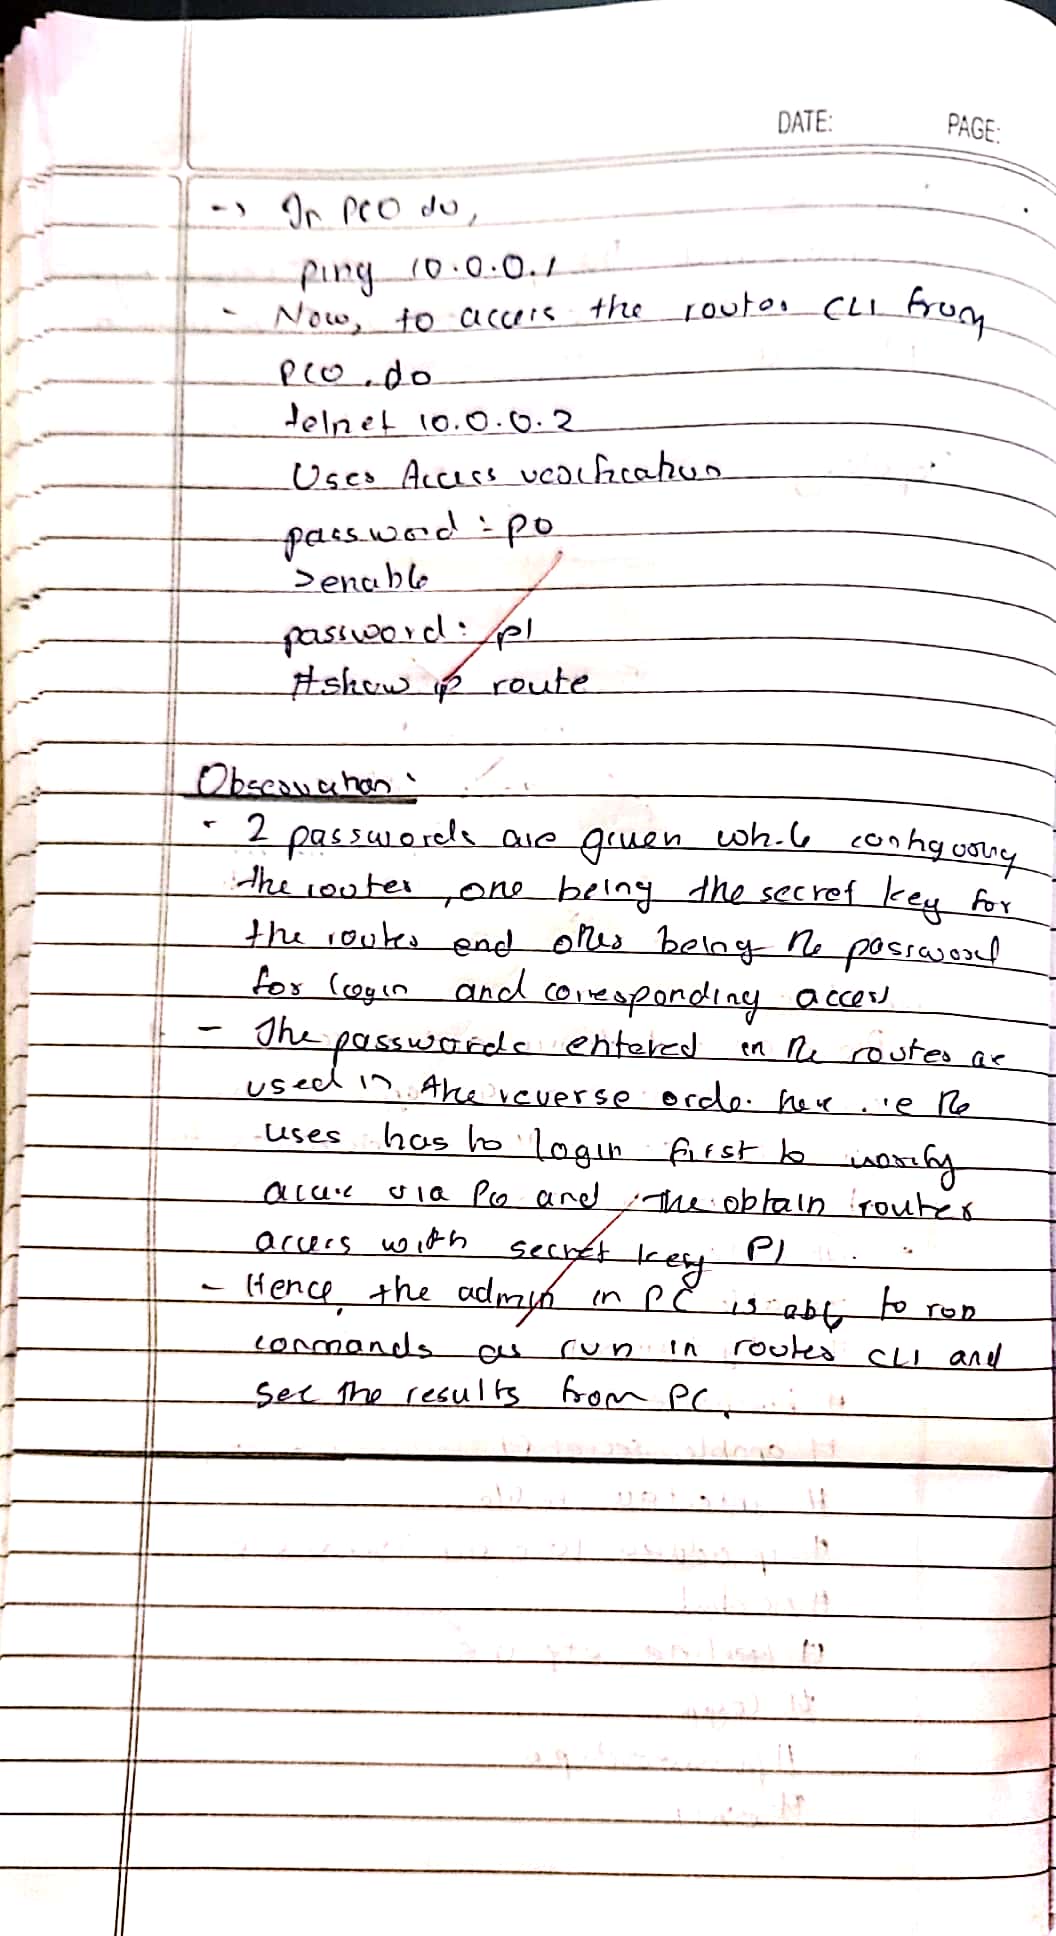 DATE: PAGE:
-> In PC0 do,
ping 10.0.0.1
- Now, to access the router CLI from
PC0, do
telnet 10.0.0.2
User Access verification
password: p0
>enable
password: p1
#show ip route
Observation:
- 2 passwords are given while configuring
the router, one being the secret key for
the router and other being the password
for login and corresponding access
- The passwords entered in the router are
used in the reverse order here i.e the
user has to login first to verify
access via P0 and the obtain router
access with secret key P1
- Hence, the admin in PC is able to run
commands as run in router CLI and
see the results from PC.